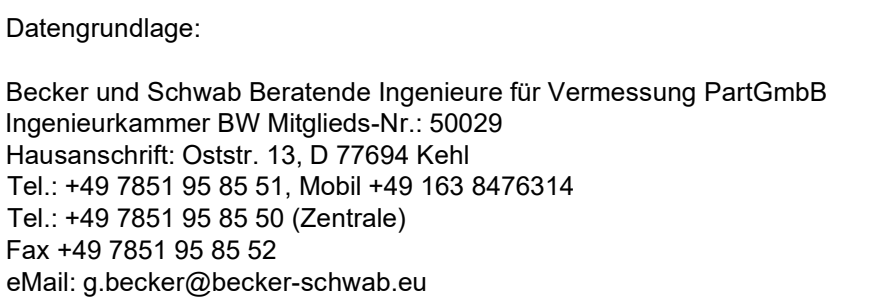 Datengrundlage:
Becker und Schwab Beratende Ingenieure für Vermessung PartGmbB
Ingenieurkammer BW Mitglieds-Nr.: 50029
Hausanschrift: Oststr. 13, D 77694 Kehl
Tel.: +49 7851 95 85 51, Mobil +49 163 8476314
Tel.: +49 7851 95 85 50 (Zentrale)
Fax +49 7851 95 85 52
eMail: g.becker@becker-schwab.eu